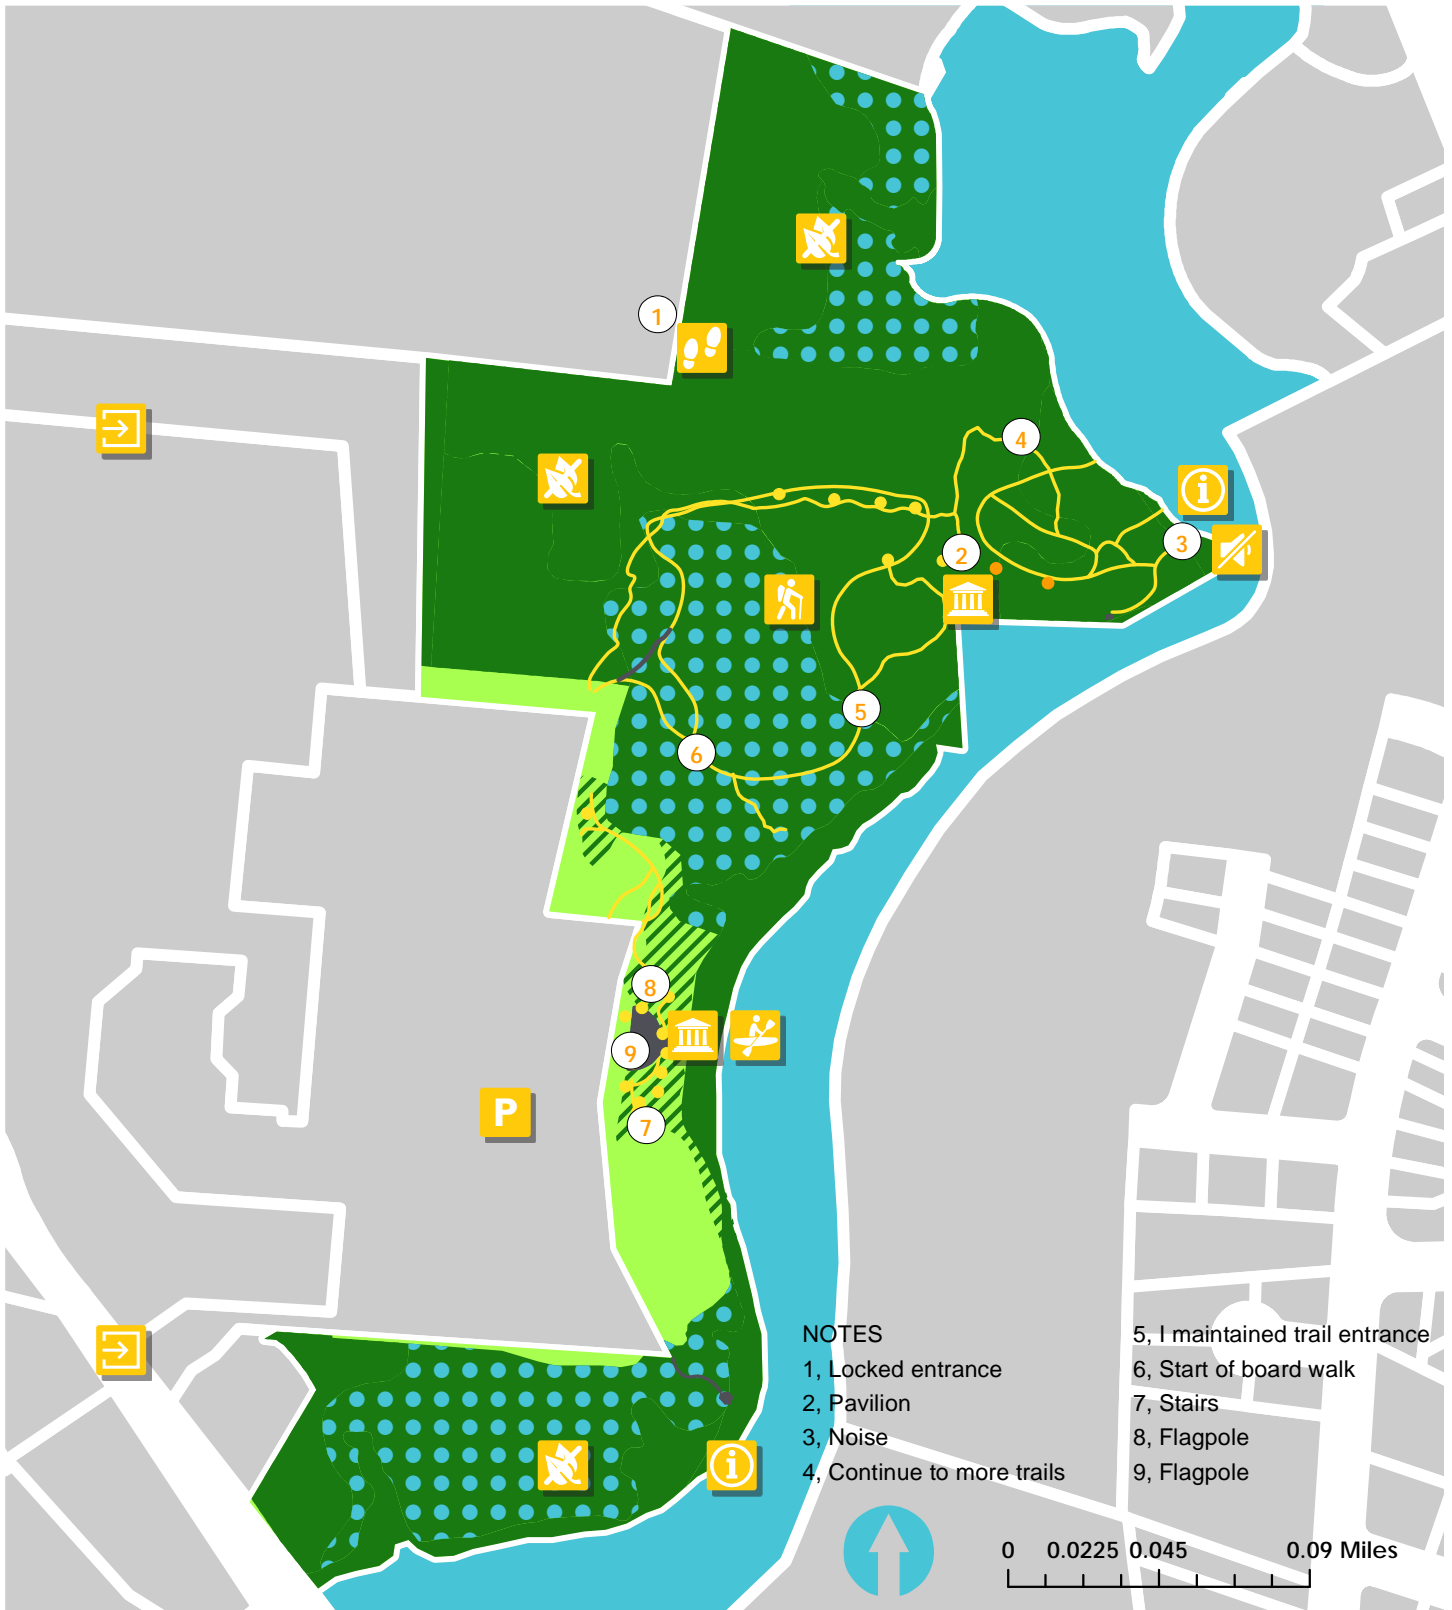 1
4
3
2
5
6
8
9
P
7
NOTES
1, Locked entrance
2, Pavilion
3, Noise
4, Continue to more trails
5, I maintained trail entrance
6, Start of board walk
7, Stairs
8, Flagpole
9, Flagpole
0 0.0225 0.045 0.09 Miles